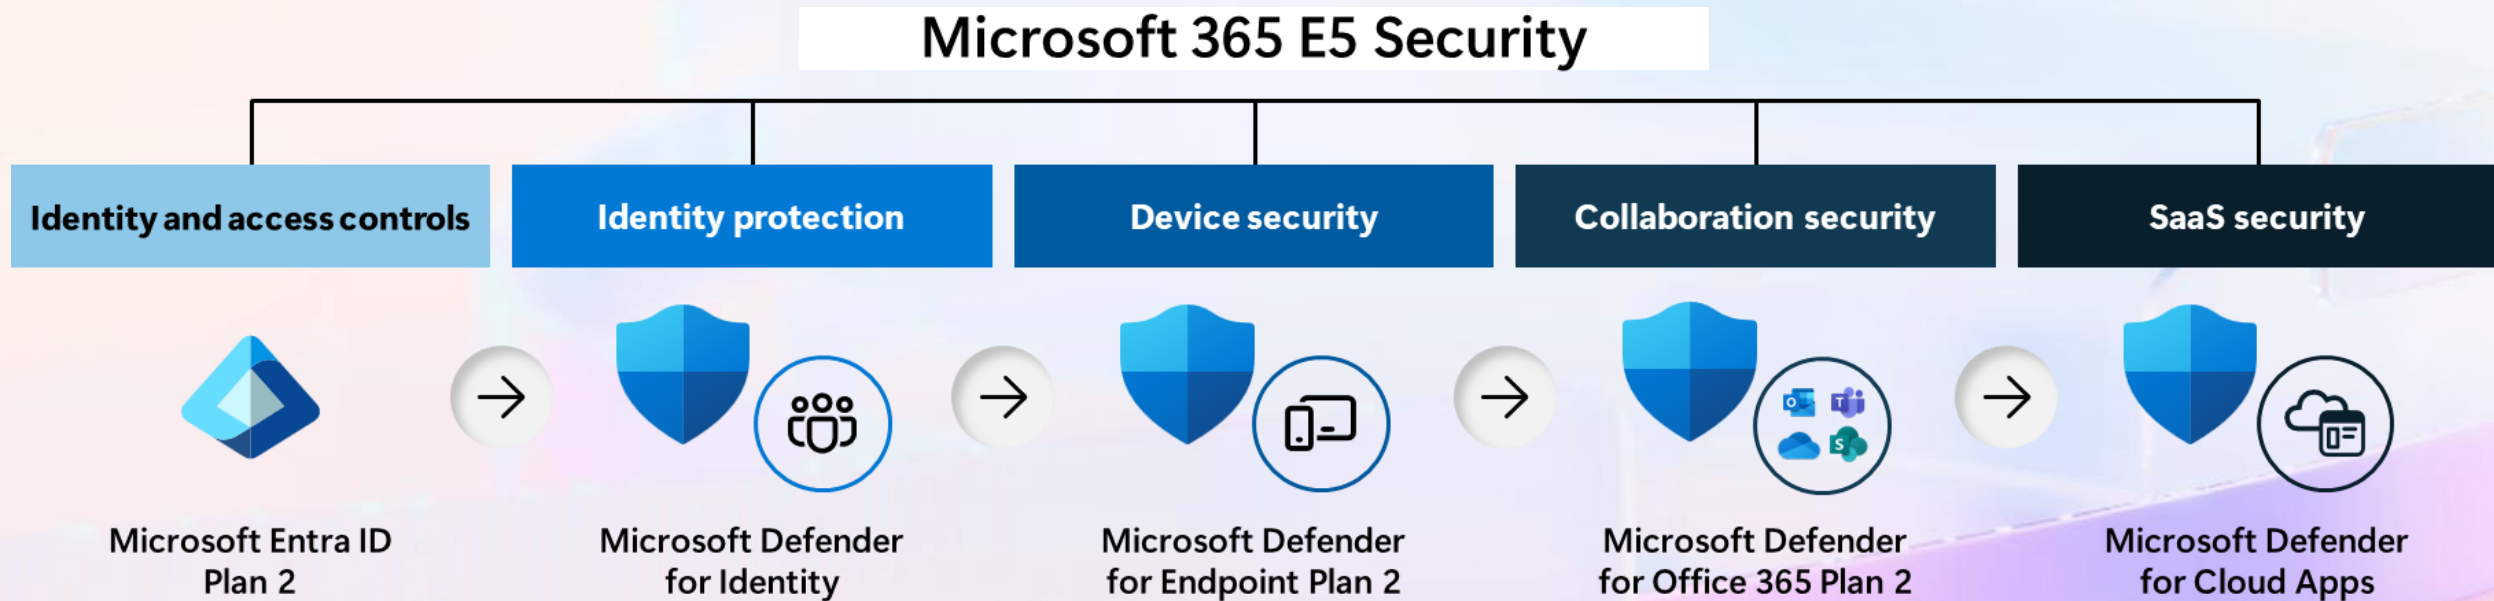 Microsoft 365 E5 Security
Identity and access controls
Identity protection
Device security
Collaboration security
SaaS security
Microsoft Entra ID
Plan 2
Microsoft Defender
for Identity
Microsoft Defender
for Endpoint Plan 2
Microsoft Defender
for Office 365 Plan 2
Microsoft Defender
for Cloud Apps